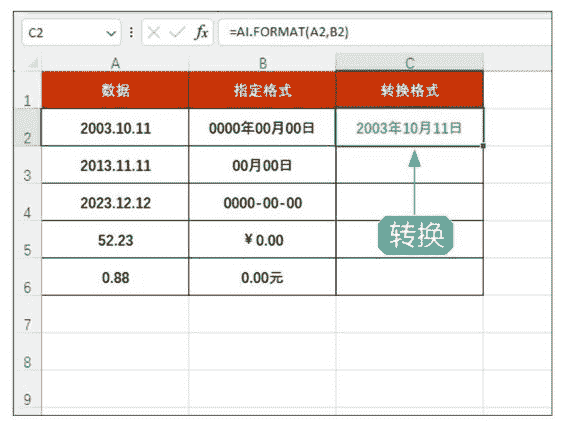 C2
fx
=AI.FORMAT(A2,B2)
A B C
1 数据 指定格式 转换格式
2 2003.10.11 0000年00月00日 2003年10月11日
3 2013.11.11 00月00日
4 2023.12.12 0000-00-00
转换
5 52.23 ¥0.00
6 0.88 0.00元
7
8
9